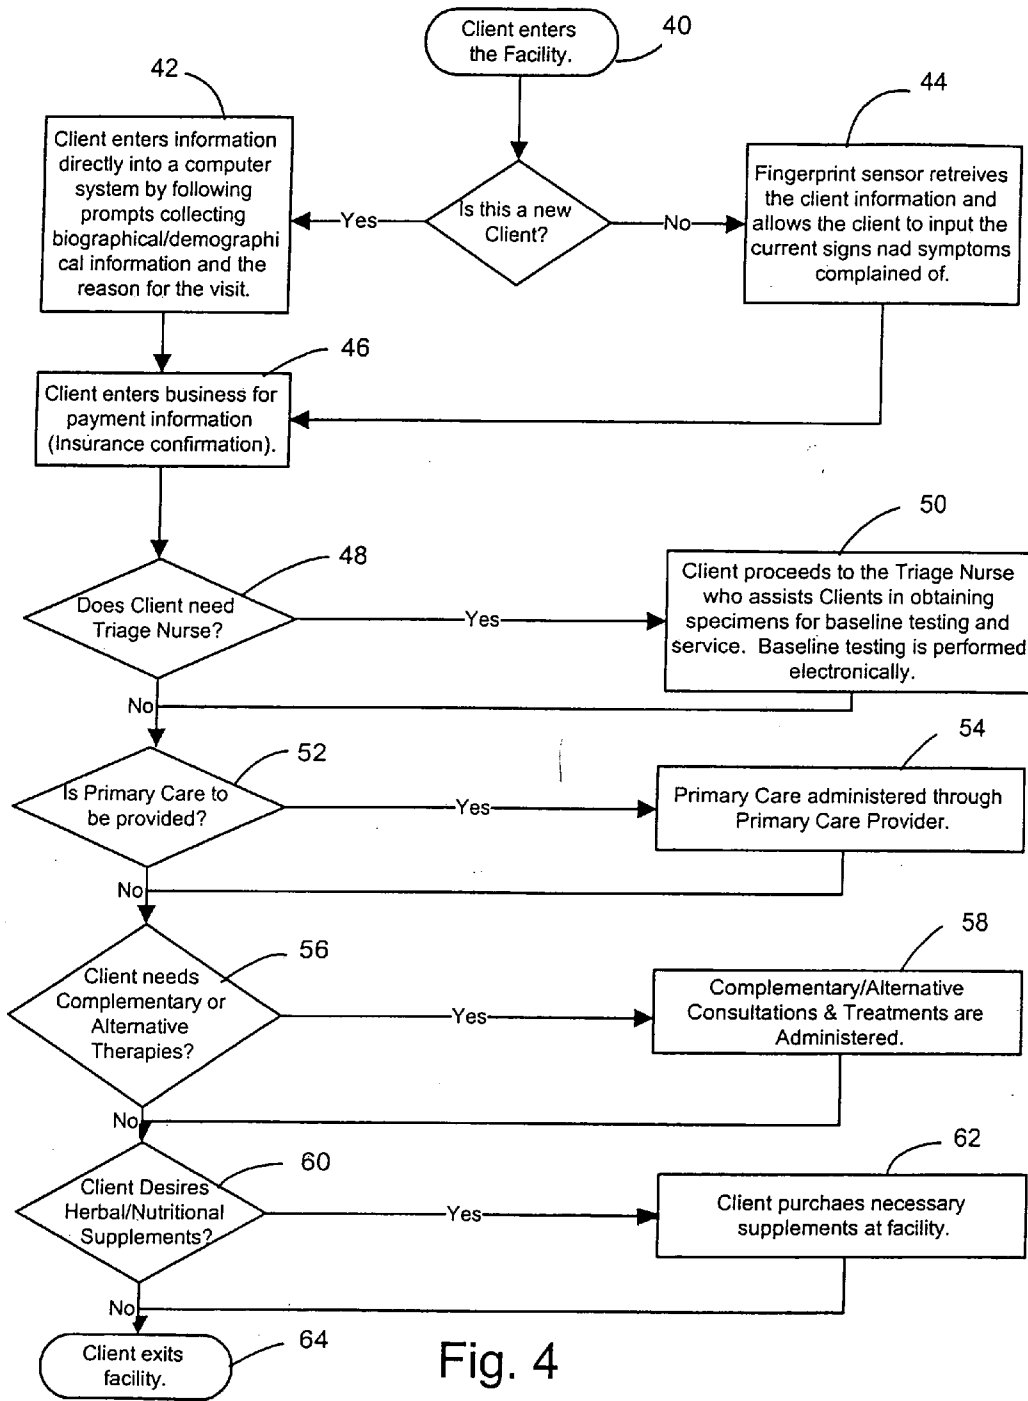 Client enters
the Facility.
40
42
44
Client enters information
directly into a computer
system by following
prompts collecting
biographical/demographi
cal information and the
reason for the visit.
Yes
Is this a new
Client?
No
Fingerprint sensor retreives
the client information and
allows the client to input the
current signs nad symptoms
complained of.
46
Client enters business for
payment information
(Insurance confirmation).
48
Does Client need
Triage Nurse?
Yes
50
Client proceeds to the Triage Nurse
who assists Clients in obtaining
specimens for baseline testing and
service. Baseline testing is performed
electronically.
No
52
Is Primary Care to
be provided?
Yes
54
Primary Care administered through
Primary Care Provider.
No
56
Client needs
Complementary or
Alternative
Therapies?
Yes
58
Complementary/Alternative
Consultations & Treatments are
Administered.
No
60
Client Desires
Herbal/Nutritional
Supplements?
Yes
62
Client purchaes necessary
supplements at facility.
No
Client exits
facility.
64
Fig. 4